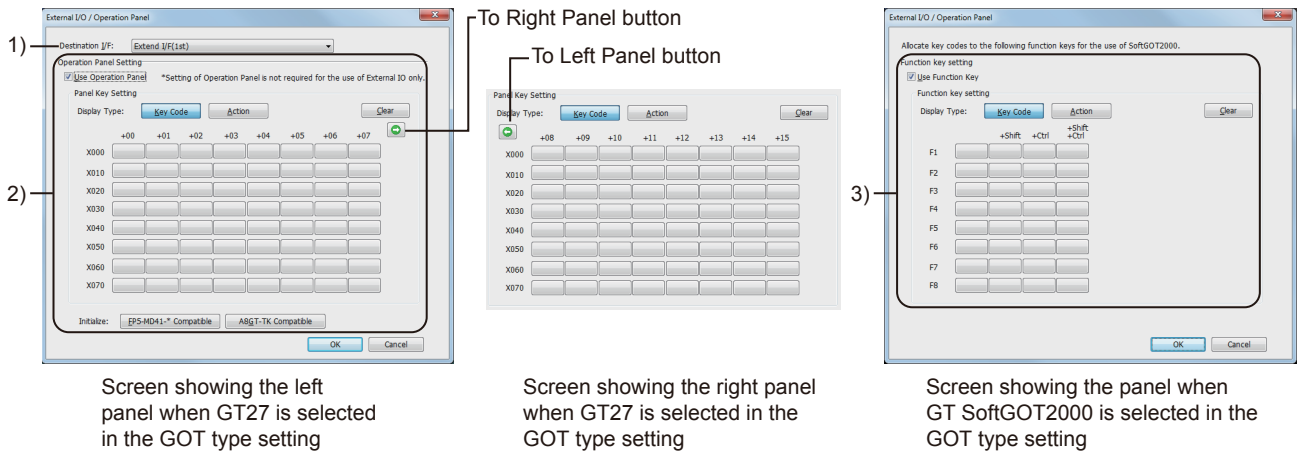 External I/O / Operation Panel
1)
Destination I/F: Extend I/F(1st)
Operation Panel Setting
Use Operation Panel *Setting of Operation Panel is not required for the use of External IO only.
Panel Key Setting
Display Type: Key Code Action Clear
+00 +01 +02 +03 +04 +05 +06 +07
X000
X010
2)
X020
X030
X040
X050
X060
X070
Initialize: FP5-MD41-* Compatible A8GT-TK Compatible
OK Cancel
Screen showing the left
panel when GT27 is selected
in the GOT type setting
To Right Panel button
To Left Panel button
Panel Key Setting
Display Type: Key Code Action Clear
+08 +09 +10 +11 +12 +13 +14 +15
X000
X010
X020
X030
X040
X050
X060
X070
Screen showing the right panel
when GT27 is selected in the
GOT type setting
External I/O / Operation Panel
Allocate key codes to the following function keys for the use of SoftGOT2000.
Function key setting
Use Function Key
Function key setting
Display Type: Key Code Action Clear
+Shift +Ctrl +Shift
+Ctrl
F1
F2
3)
F3
F4
F5
F6
F7
F8
OK Cancel
Screen showing the panel when
GT SoftGOT2000 is selected in the
GOT type setting